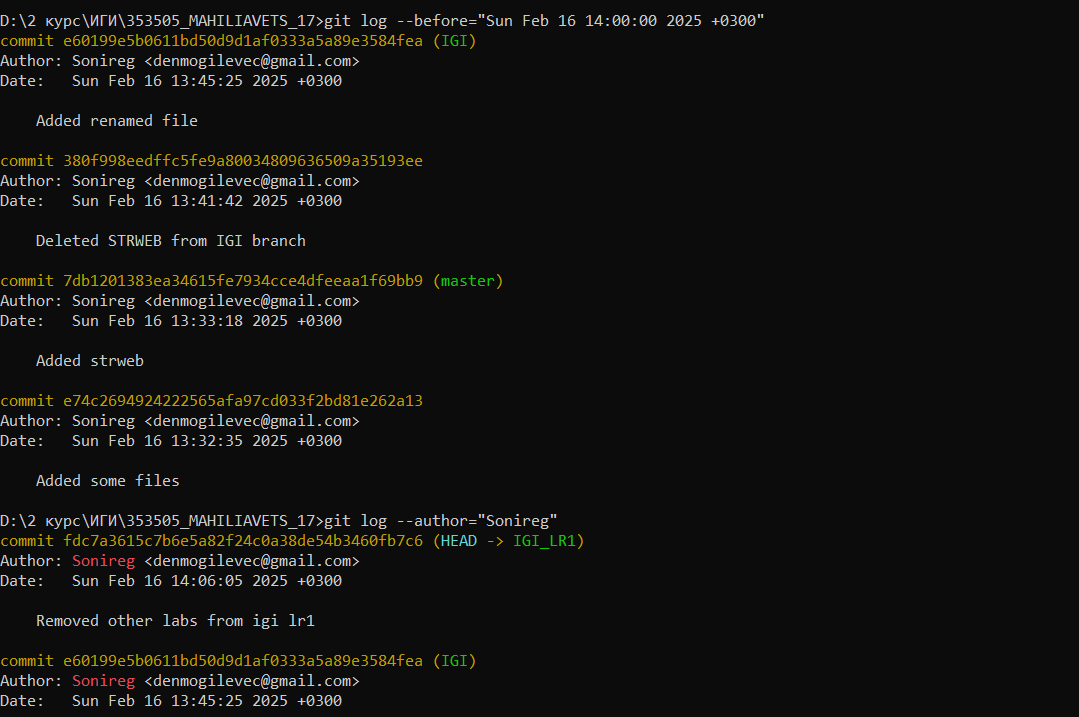 D:\2 курс\ИГИ\353505_MAHILIAVETS_17>git log --before="Sun Feb 16 14:00:00 2025 +0300"
commit e60199e5b0611bd50d9d1af0333a5a89e3584fea (IGI)
Author: Sonireg <denmogilevec@gmail.com>
Date:   Sun Feb 16 13:45:25 2025 +0300
    Added renamed file
commit 380f998eedffc5fe9a80034809636509a35193ee
Author: Sonireg <denmogilevec@gmail.com>
Date:   Sun Feb 16 13:41:42 2025 +0300
    Deleted STRWEB from IGI branch
commit 7db1201383ea34615fe7934cce4dfeeaa1f69bb9 (master)
Author: Sonireg <denmogilevec@gmail.com>
Date:   Sun Feb 16 13:33:18 2025 +0300
    Added strweb
commit e74c2694924222565afa97cd033f2bd81e262a13
Author: Sonireg <denmogilevec@gmail.com>
Date:   Sun Feb 16 13:32:35 2025 +0300
    Added some files
D:\2 курс\ИГИ\353505_MAHILIAVETS_17>git log --author="Sonireg"
commit fdc7a3615c7b6e5a82f24c0a38de54b3460fb7c6 (HEAD -> IGI_LR1)
Author: Sonireg <denmogilevec@gmail.com>
Date:   Sun Feb 16 14:06:05 2025 +0300
    Removed other labs from igi lr1
commit e60199e5b0611bd50d9d1af0333a5a89e3584fea (IGI)
Author: Sonireg <denmogilevec@gmail.com>
Date:   Sun Feb 16 13:45:25 2025 +0300